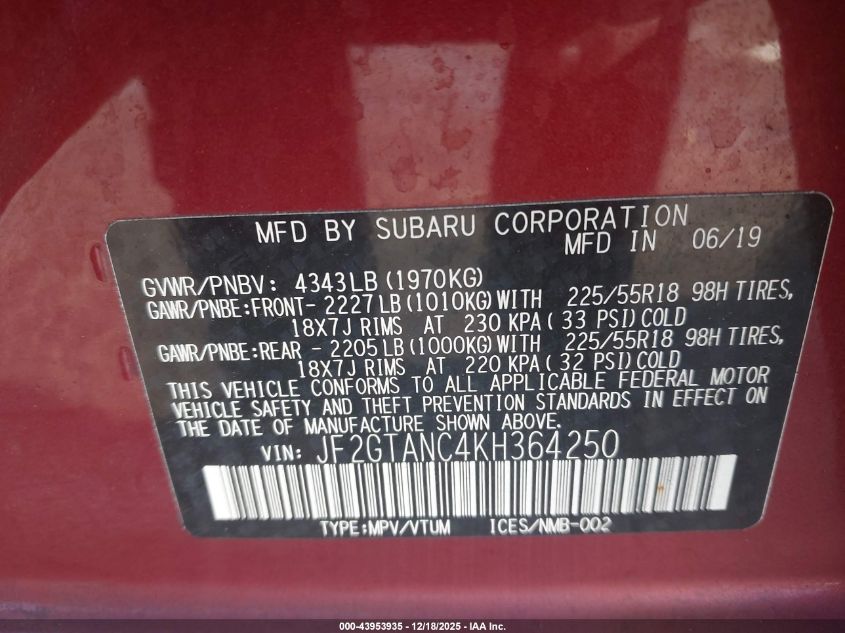 MFD BY SUBARU CORPORATION
MFD IN 06/19
GVWR/PNBV: 4343LB (1970KG)
GAWR/PNBE:FRONT- 2227LB (1010KG) WITH 225/55R18 98H TIRES,
18X7J RIMS AT 230 KPA( 33 PSI) COLD
GAWR/PNBE:REAR - 2205LB (1000KG) WITH 225/55R18 98H TIRES,
18X7J RIMS AT 220 KPA( 32 PSI) COLD
THIS VEHICLE CONFORMS TO ALL APPLICABLE FEDERAL MOTOR
VEHICLE SAFETY AND THEFT PREVENTION STANDARDS IN EFFECT ON
THE DATE OF MANUFACTURE SHOWN ABOVE.
VIN: JF2GTANC4KH364250
TYPE:MPV/VTUM ICES/NMB-002
000-43953935 - 12/18/2025 - IAA Inc.